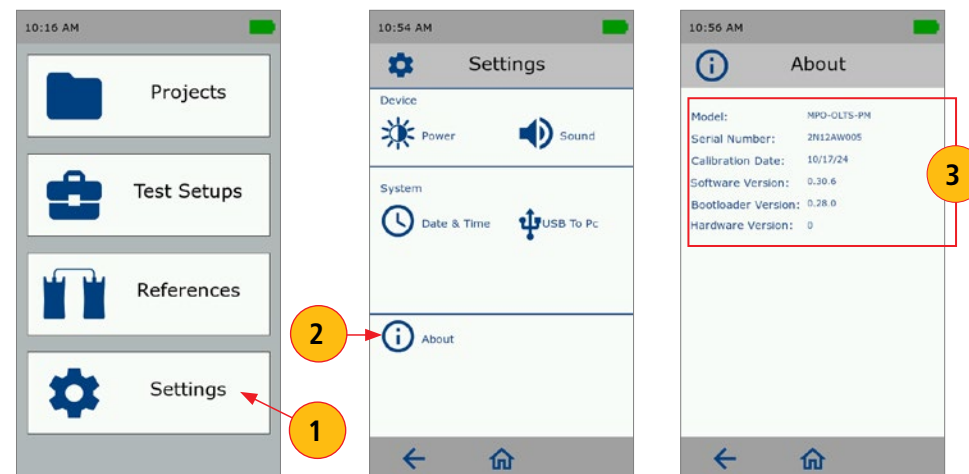 10:16 AM
Projects
Test Setups
References
Settings
1
10:54 AM
Settings
Device
Power
Sound
System
Date & Time
USB To Pc
2
About
10:56 AM
About
Model: MPO-OLTS-PM
Serial Number: 2N12AW005
Calibration Date: 10/17/24
Software Version: 0.30.6
Bootloader Version: 0.28.0
Hardware Version: 0
3